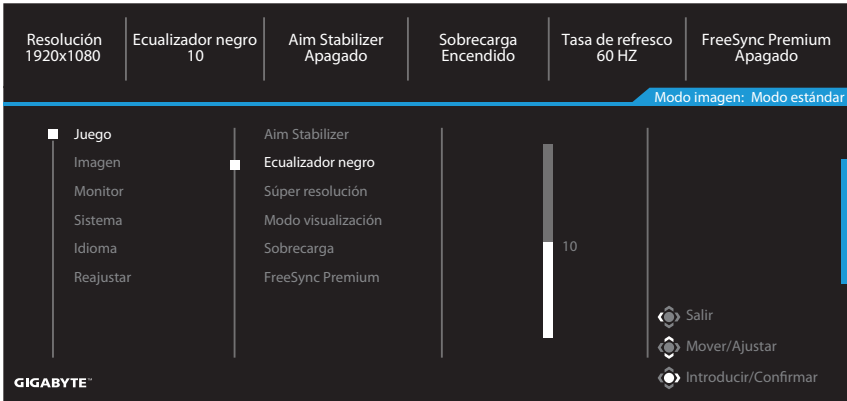 Resolución
1920x1080
Ecualizador negro
10
Aim Stabilizer
Apagado
Sobrecarga
Encendido
Tasa de refresco
60 HZ
FreeSync Premium
Apagado
Modo imagen: Modo estándar
Juego
Imagen
Monitor
Sistema
Idioma
Reajustar
Aim Stabilizer
Ecualizador negro
Súper resolución
Modo visualización
Sobrecarga
FreeSync Premium
10
Salir
Mover/Ajustar
Introducir/Confirmar
GIGABYTE™